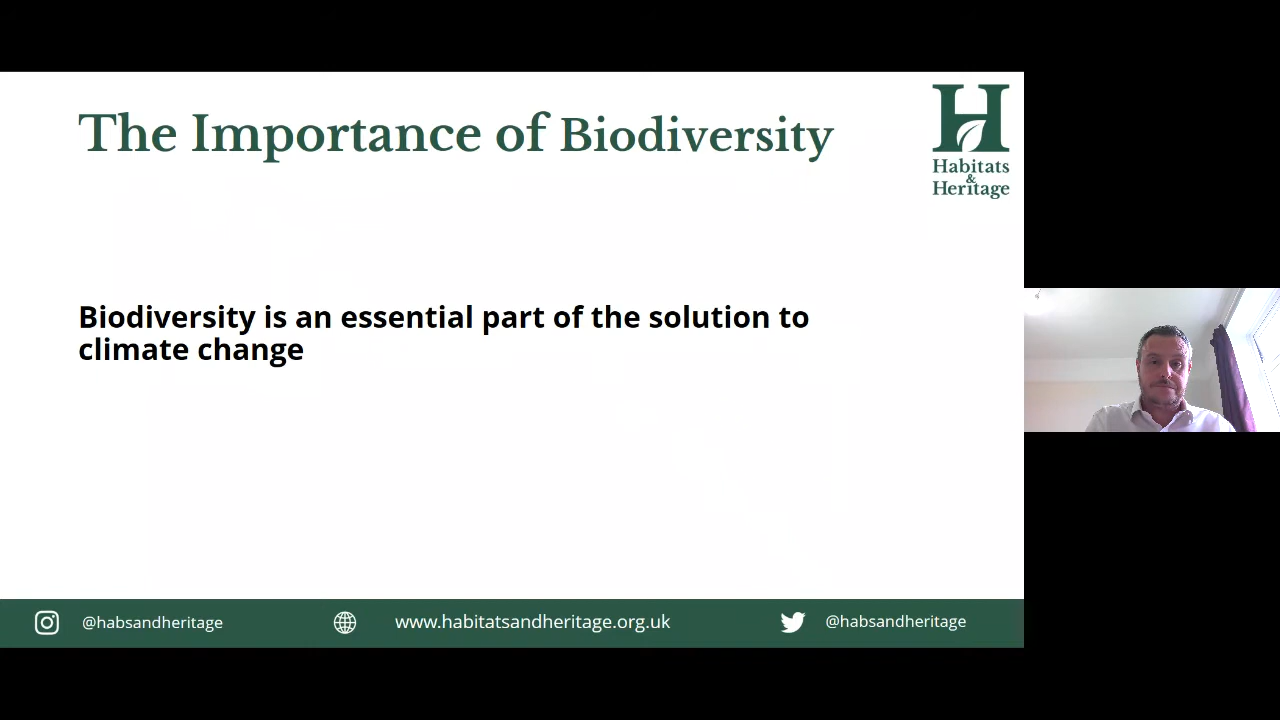 The Importance of Biodiversity
Habitats
&
Heritage
Biodiversity is an essential part of the solution to
climate change
@habsandheritage
www.habitatsandheritage.org.uk
@habsandheritage